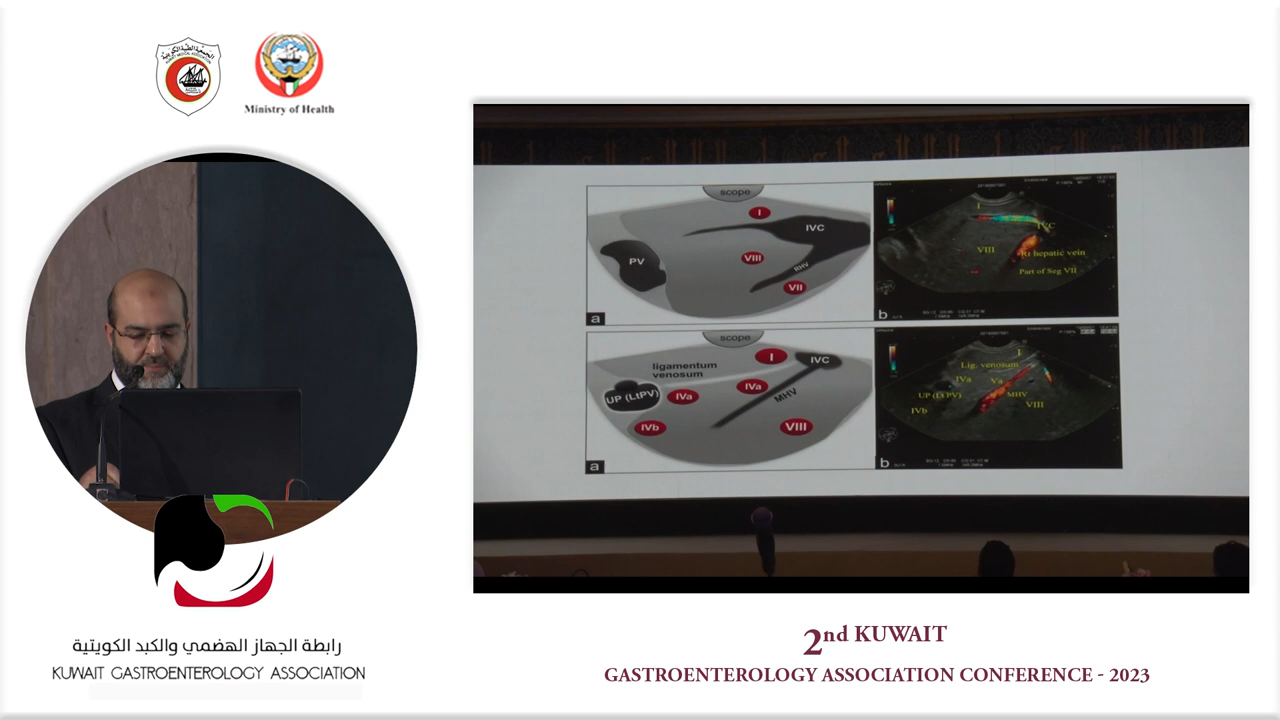 Ministry of Health
scope
I
IVC
PV
VIII
RHV
VII
a
I
IVC
VIII
Rt hepatic vein
Part of Seg VII
b
scope
ligamentum
venosum
I
IVC
UP (LtPV)
IVa
IVa
MHV
IVb
VIII
a
I
Lig. venosum
IVa
Va
UP (Lt PV)
MHV
IVb
VIII
b
رابطة الجهاز الهضمي والكبد الكويتية
KUWAIT GASTROENTEROLOGY ASSOCIATION
2nd KUWAIT
GASTROENTEROLOGY ASSOCIATION CONFERENCE - 2023